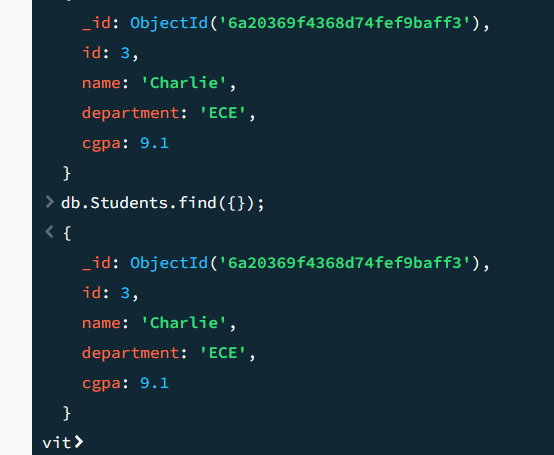 _id: ObjectId('6a20369f4368d74fef9baff3'),
id: 3,
name: 'Charlie',
department: 'ECE',
cgpa: 9.1
}
> db.Students.find({});
< {
_id: ObjectId('6a20369f4368d74fef9baff3'),
id: 3,
name: 'Charlie',
department: 'ECE',
cgpa: 9.1
}
vit>